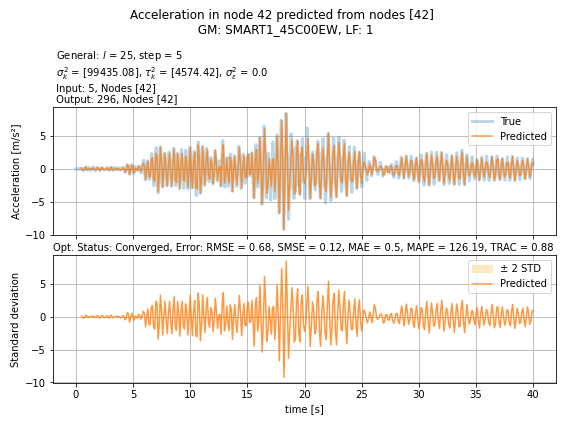 Acceleration in node 42 predicted from nodes [42]
GM: SMART1_45C00EW, LF: 1
General: l = 25, step = 5
σ²ₖ = [99435.08], τ²ₖ = [4574.42], σ²ε = 0.0
Input: 5, Nodes [42]
Output: 296, Nodes [42]
True
Predicted
Acceleration [m/s²]
5
0
−5
−10
Opt. Status: Converged, Error: RMSE = 0.68, SMSE = 0.12, MAE = 0.5, MAPE = 126.19, TRAC = 0.88
± 2 STD
Predicted
Standard deviation
5
0
−5
−10
0 5 10 15 20 25 30 35 40
time [s]